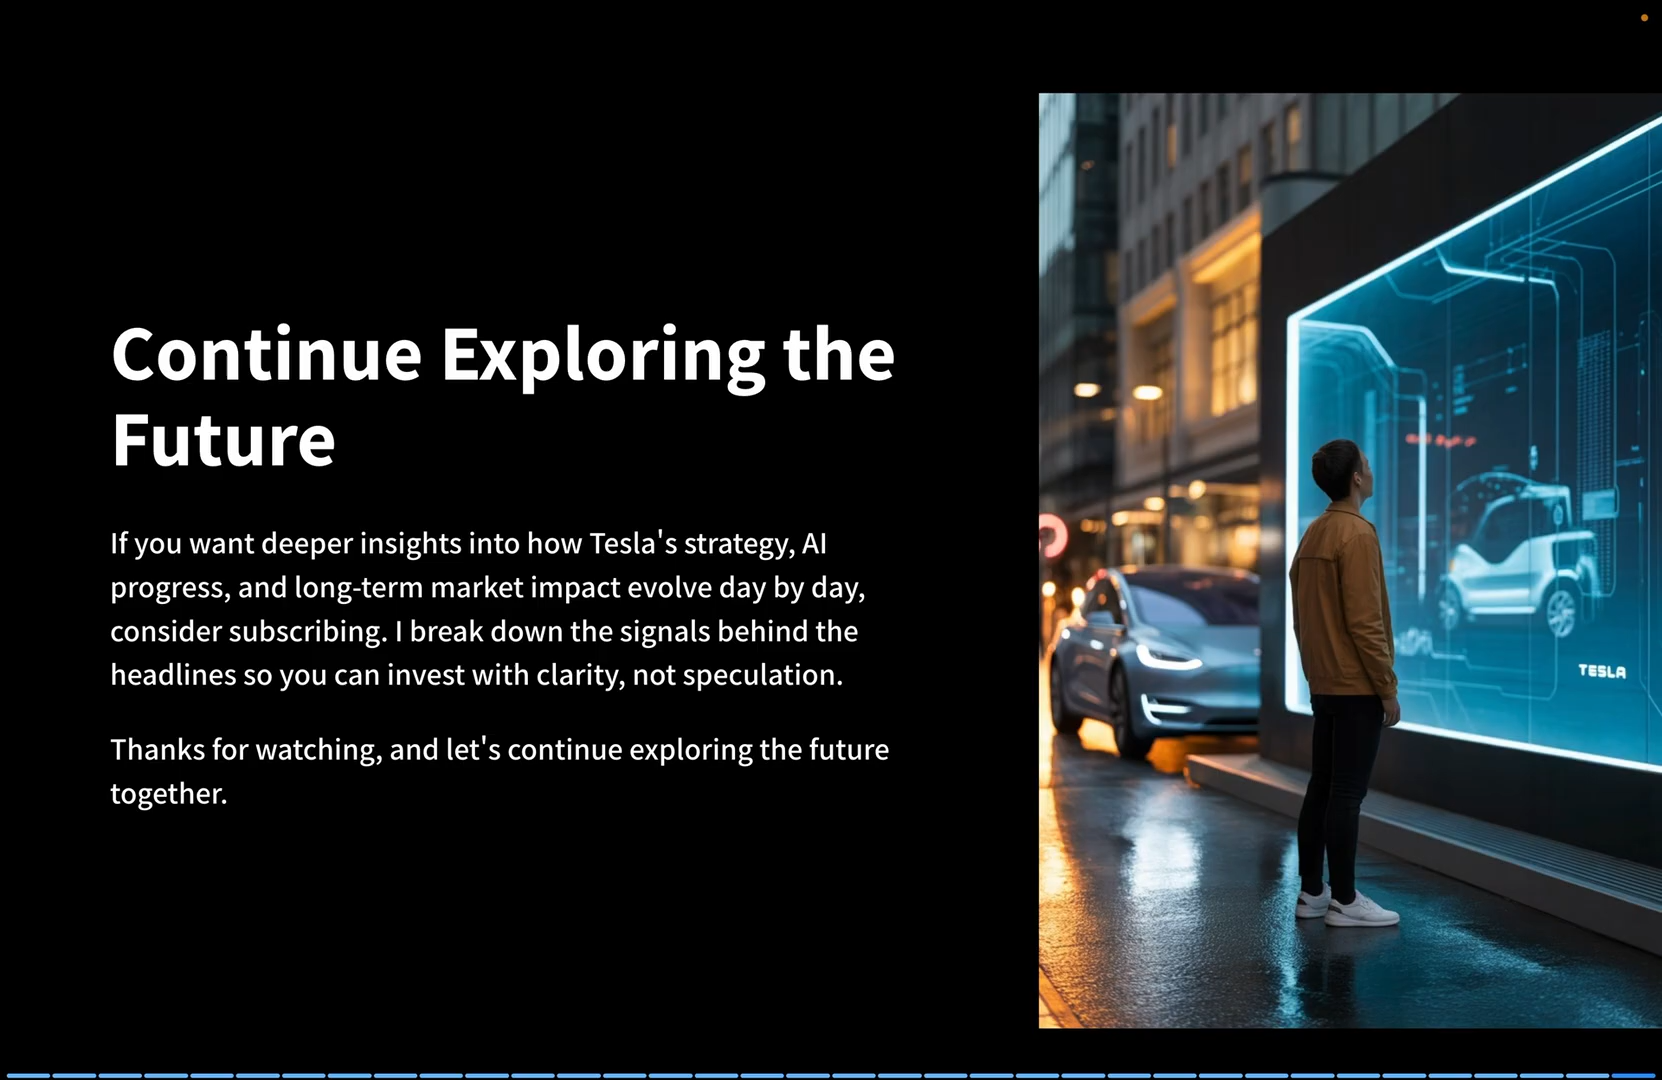 Continue Exploring the
Future
If you want deeper insights into how Tesla's strategy, AI
progress, and long-term market impact evolve day by day,
consider subscribing. I break down the signals behind the
headlines so you can invest with clarity, not speculation.
Thanks for watching, and let's continue exploring the future
together.
TESLA